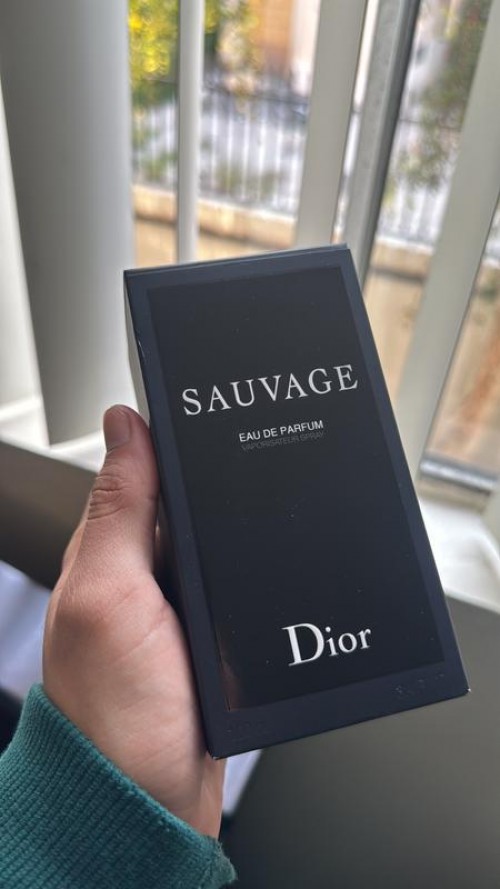 SAUVAGE
EAU DE PARFUM
VAPORISATEUR SPRAY
Dior